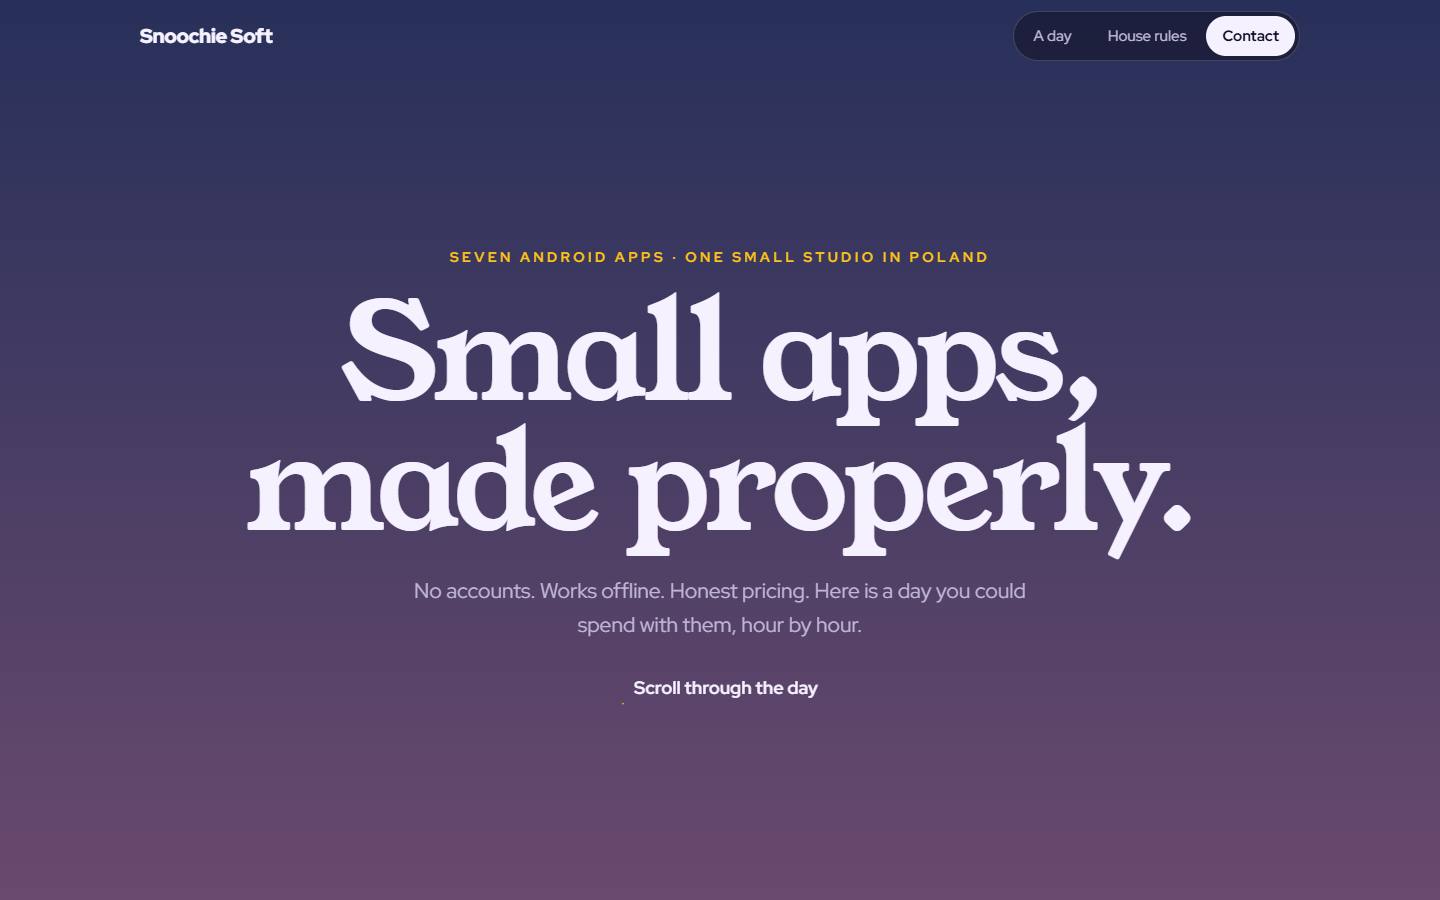 Snoochie Soft
A day
House rules
Contact
SEVEN ANDROID APPS · ONE SMALL STUDIO IN POLAND
Small apps,
made properly.
No accounts. Works offline. Honest pricing. Here is a day you could
spend with them, hour by hour.
Scroll through the day